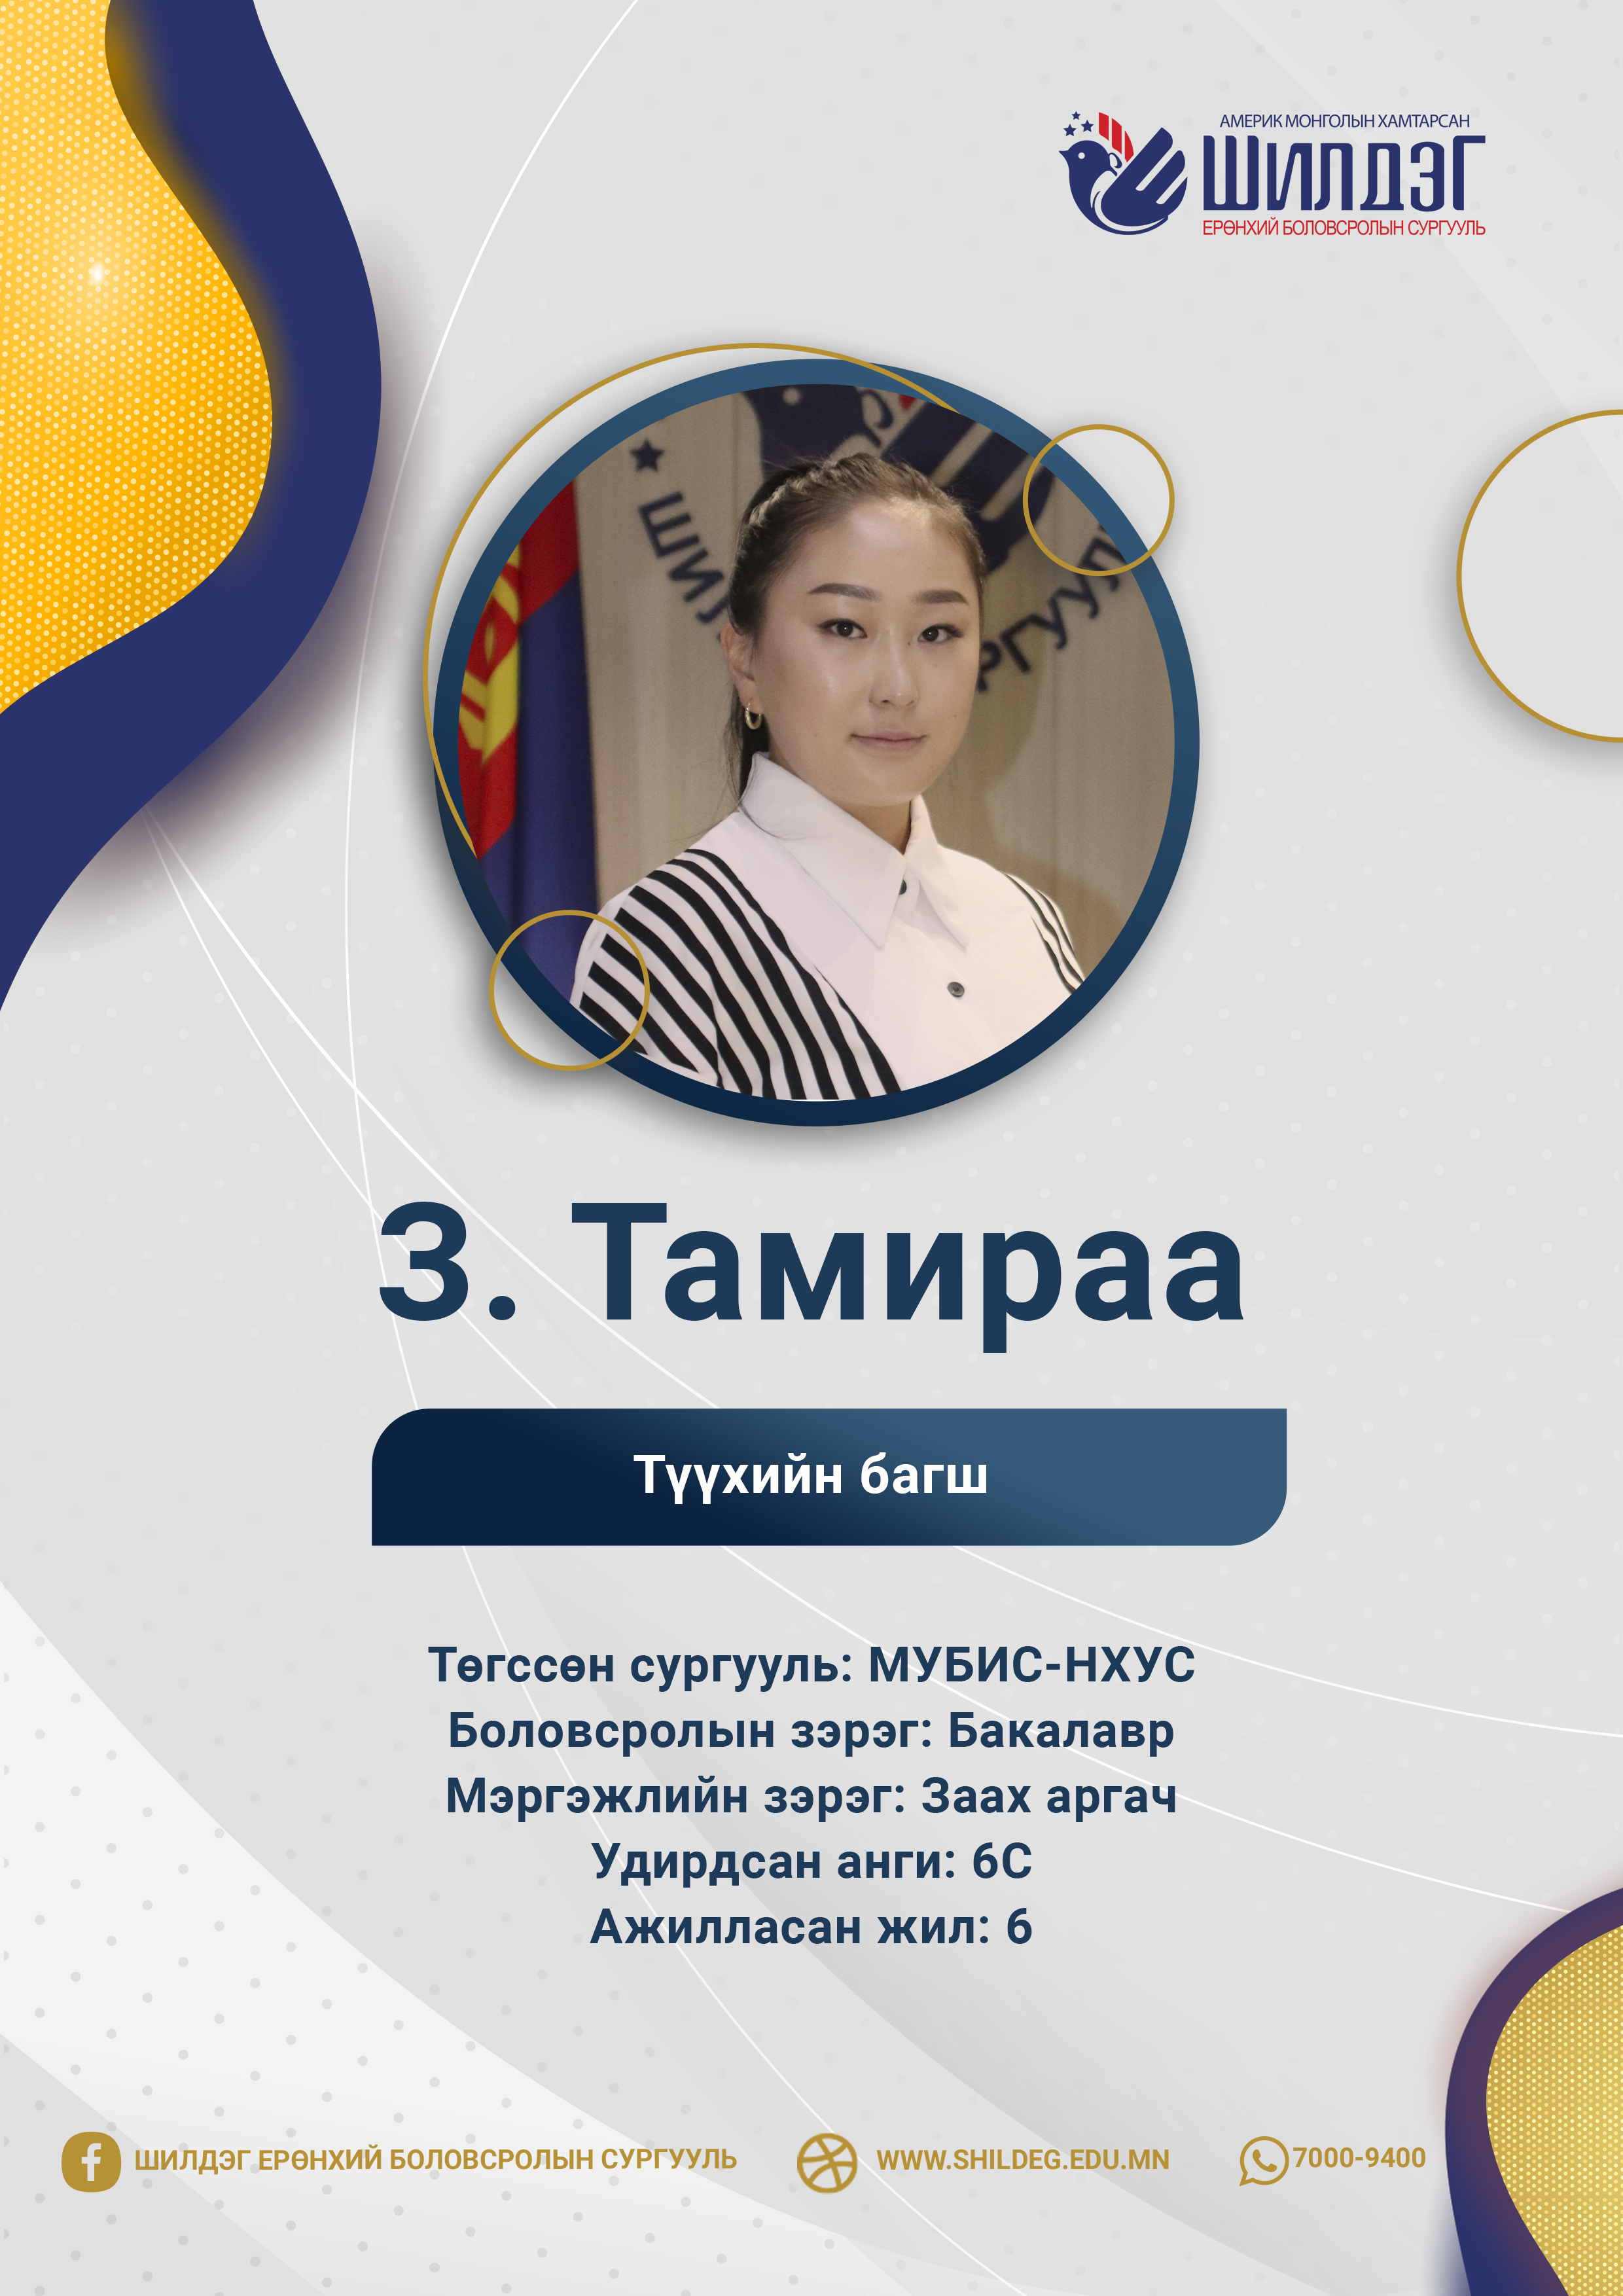 АМЕРИК МОНГОЛЫН ХАМТАРСАН
ШИЛДЭГ
ЕРӨНХИЙ БОЛОВСРОЛЫН СУРГУУЛЬ
З. Тамираа
Түүхийн багш
Төгссөн сургууль: МУБИС-НХУС
Боловсролын зэрэг: Бакалавр
Мэргэжлийн зэрэг: Заах аргач
Удирдсан анги: 6С
Ажилласан жил: 6
ШИЛДЭГ ЕРӨНХИЙ БОЛОВСРОЛЫН СУРГУУЛЬ
WWW.SHILDEG.EDU.MN
7000-9400